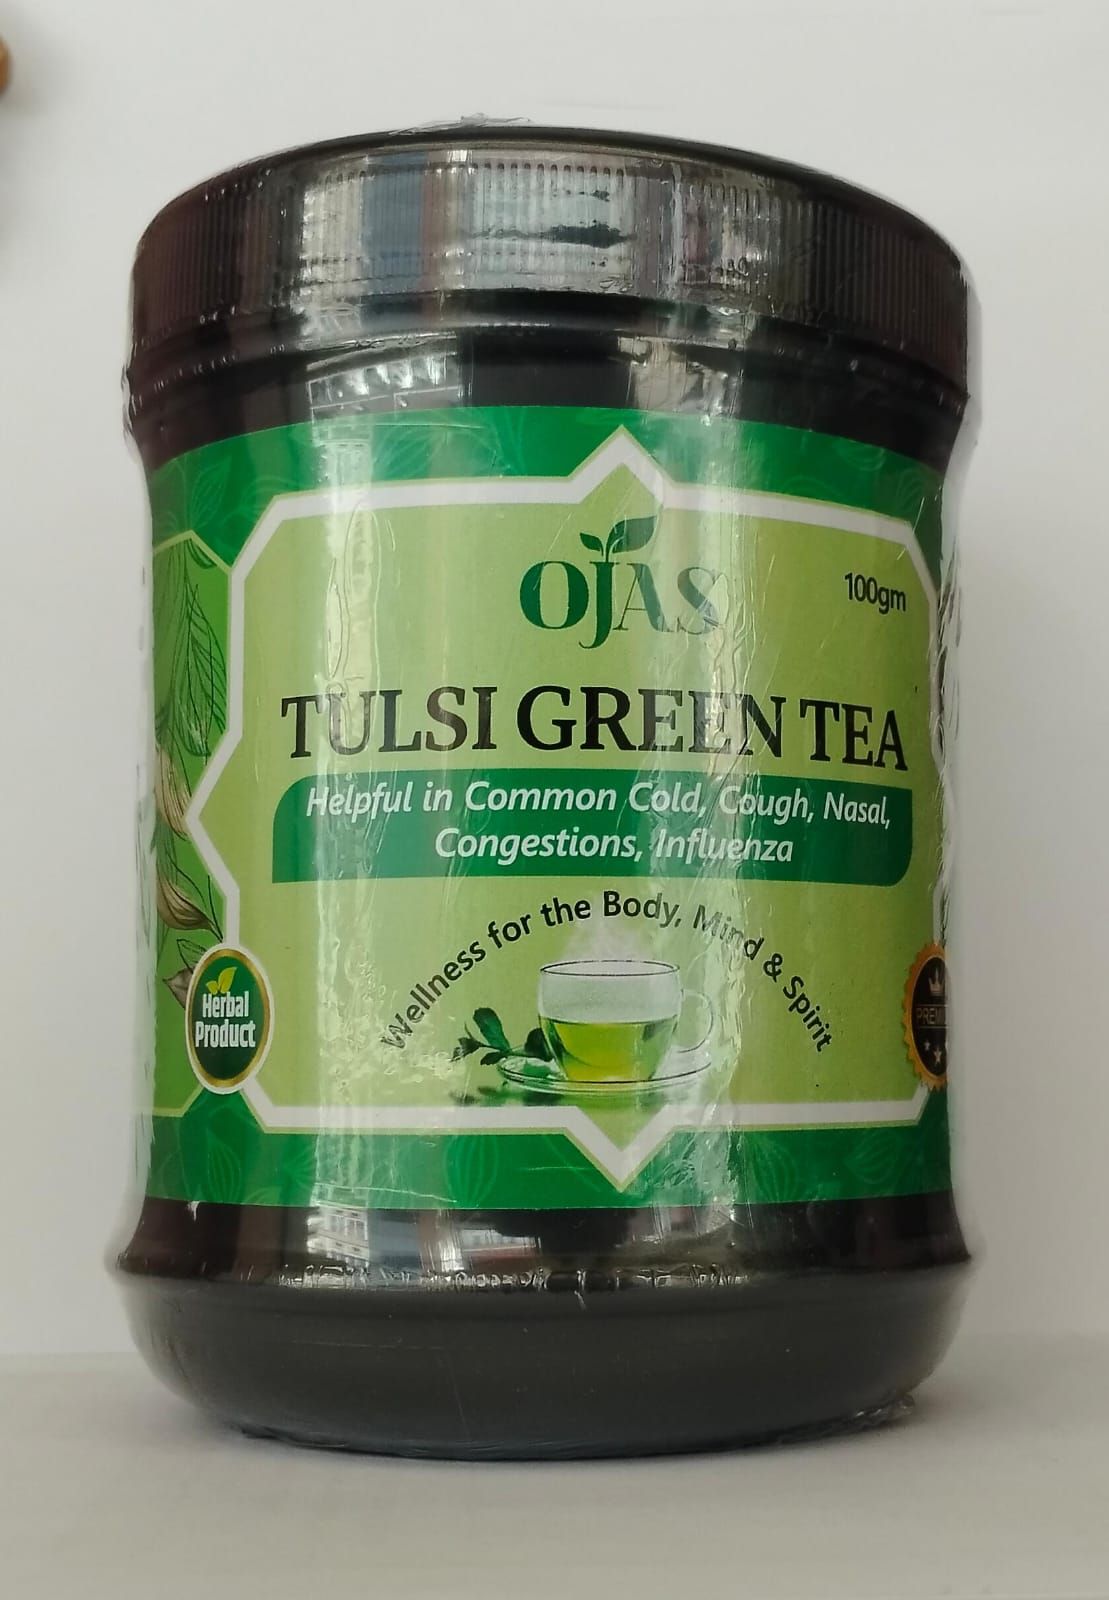 OJAS
100gm
TULSI GREEN TEA
Helpful in Common Cold, Cough, Nasal,
Congestions, Influenza
Wellness for the Body, Mind & Spirit
Herbal
Product